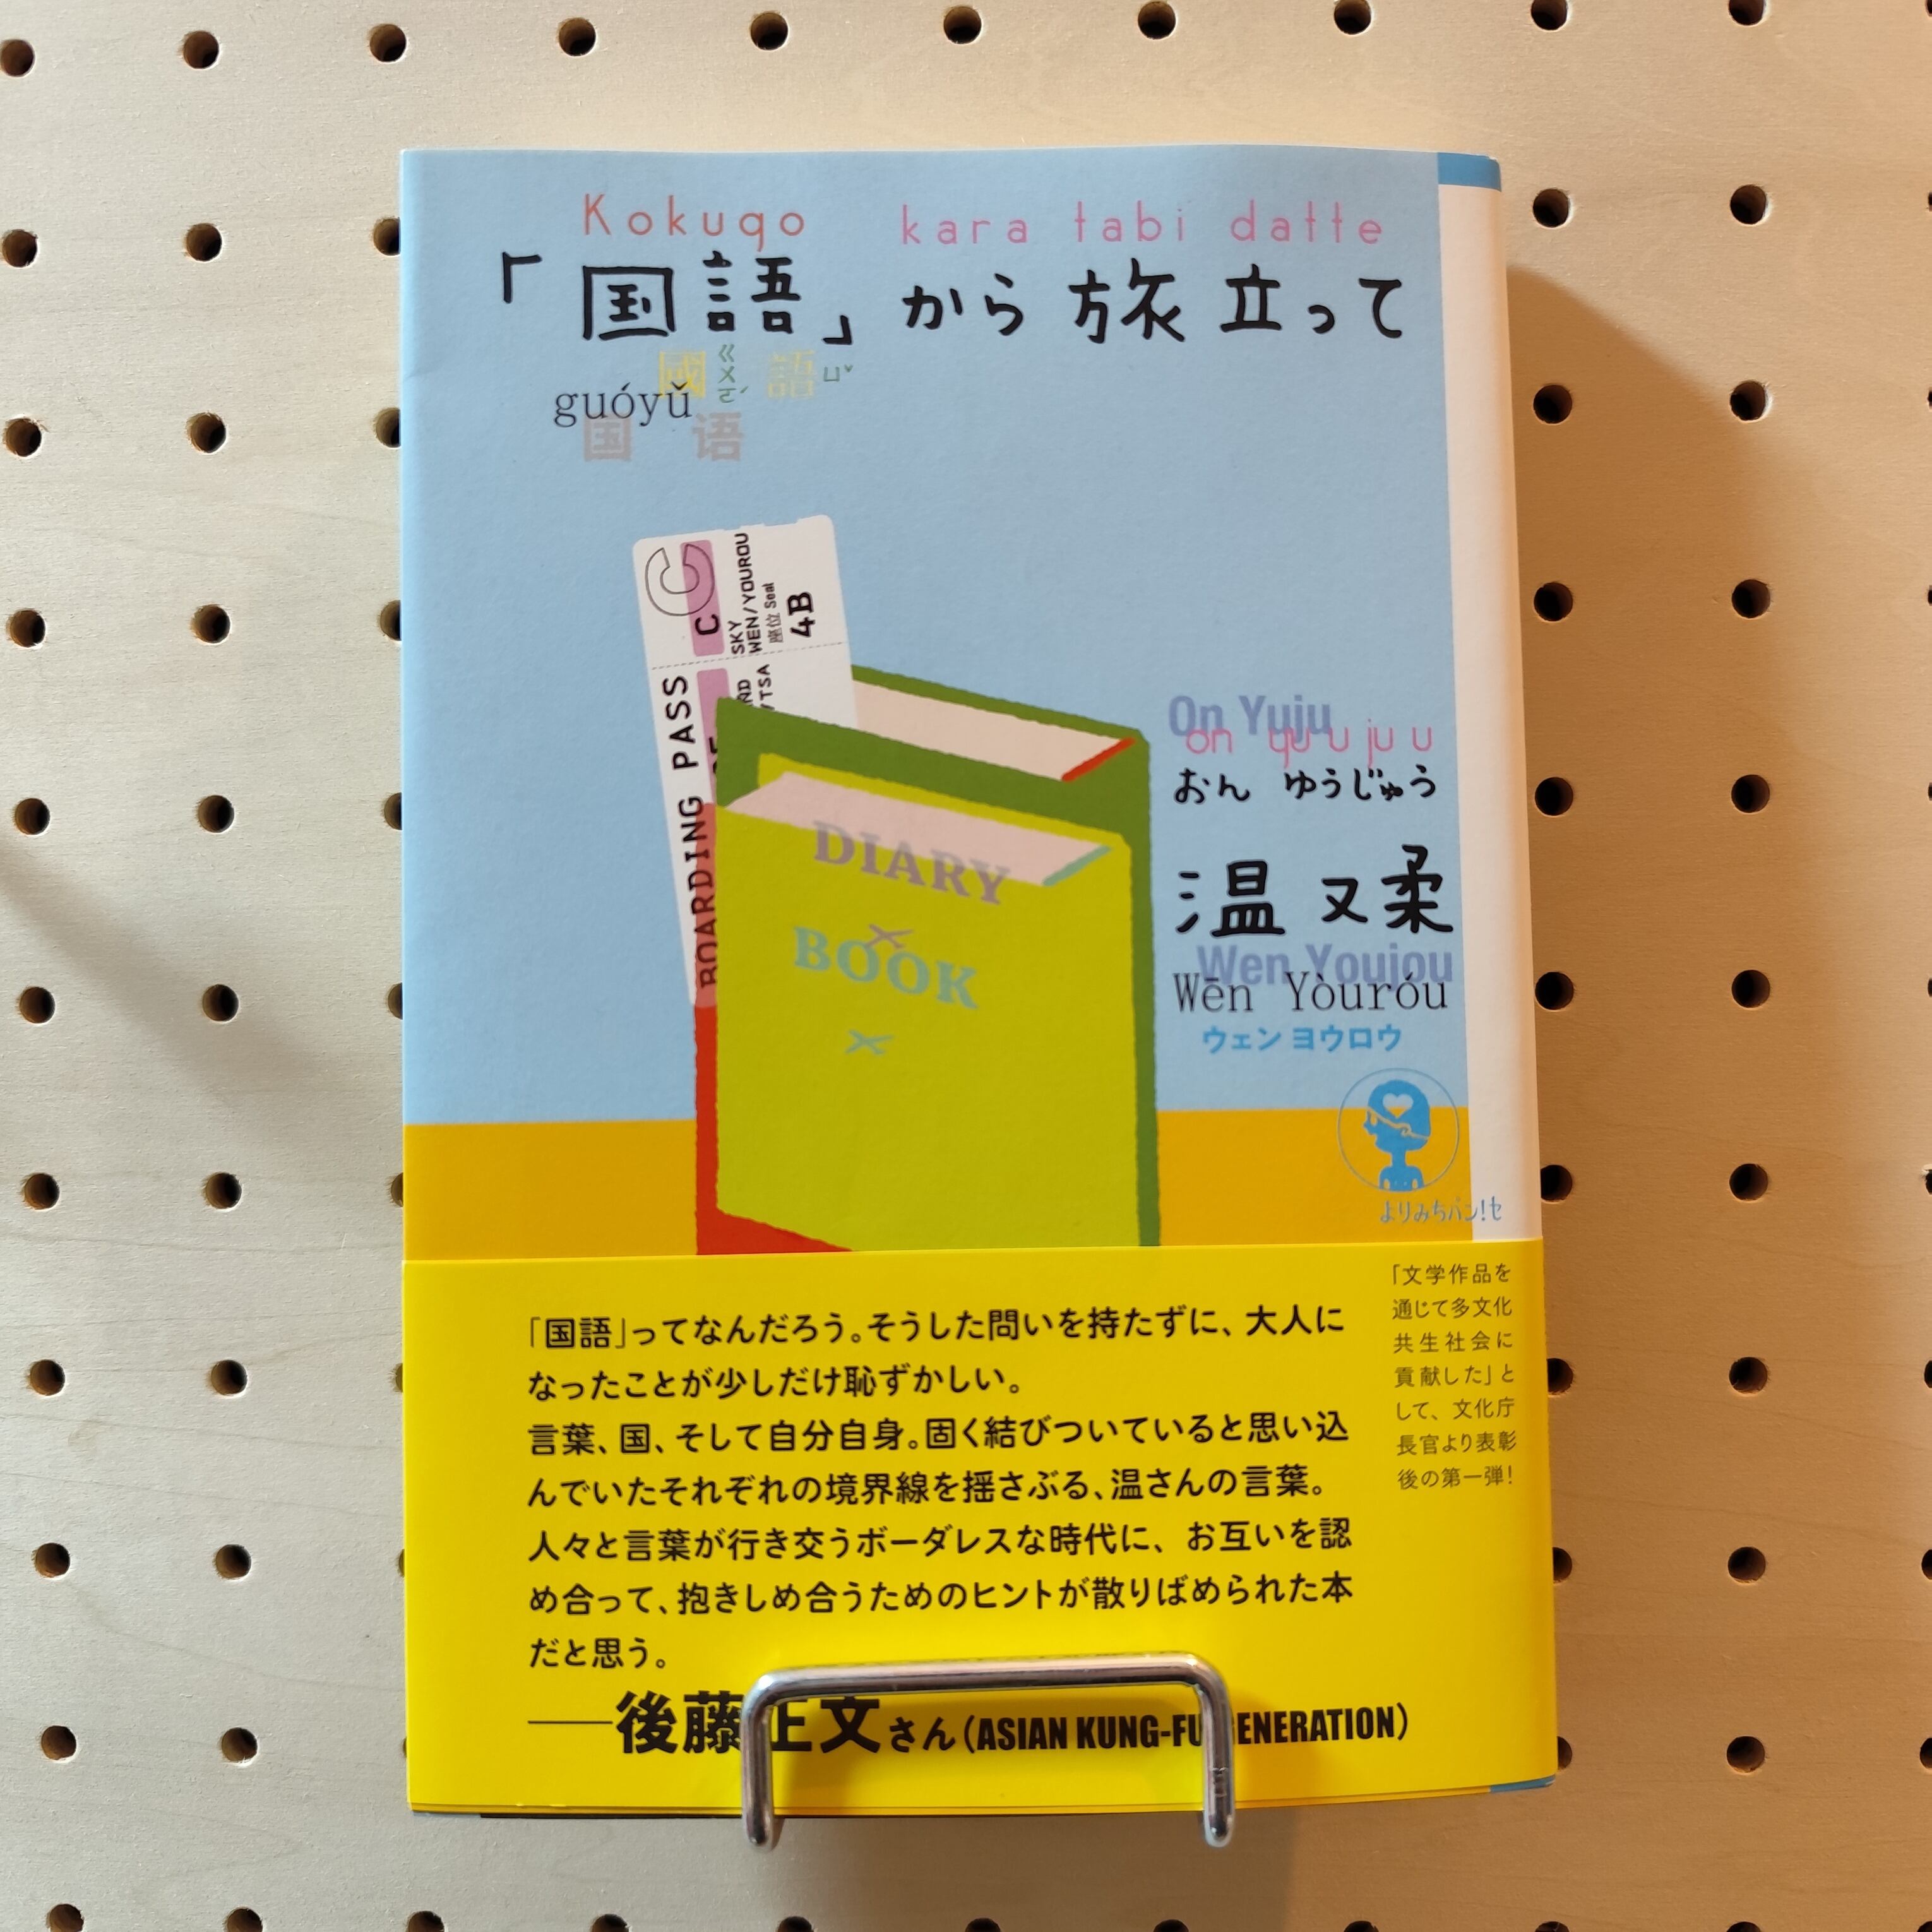 Kokugo kara tabi datte
「国語」から旅立って
國 ㄍㄨㄛˊ 語 ㄩˇ
guóyǔ
国 语
C
C
SKY
WEN/YOUROU
座位 Seat
4B
BOARDING PASS
TSA
DIARY
BOOK
On Yuju
on yuu juu
おん ゆうじゅう
温 又柔
Wen Youjou
Wēn Yòuróu
ウェン ヨウロウ
よりみちパン!セ
「国語」ってなんだろう。そうした問いを持たずに、大人に
なったことが少しだけ恥ずかしい。
言葉、国、そして自分自身。固く結びついていると思い込
んでいたそれぞれの境界線を揺さぶる、温さんの言葉。
人々と言葉が行き交うボーダレスな時代に、お互いを認
め合って、抱きしめ合うためのヒントが散りばめられた本
だと思う。
──後藤正文さん(ASIAN KUNG-FU GENERATION)
「文学作品を
通じて多文化
共生社会に
貢献した」と
して、文化庁
長官より表彰
後の第一弾!